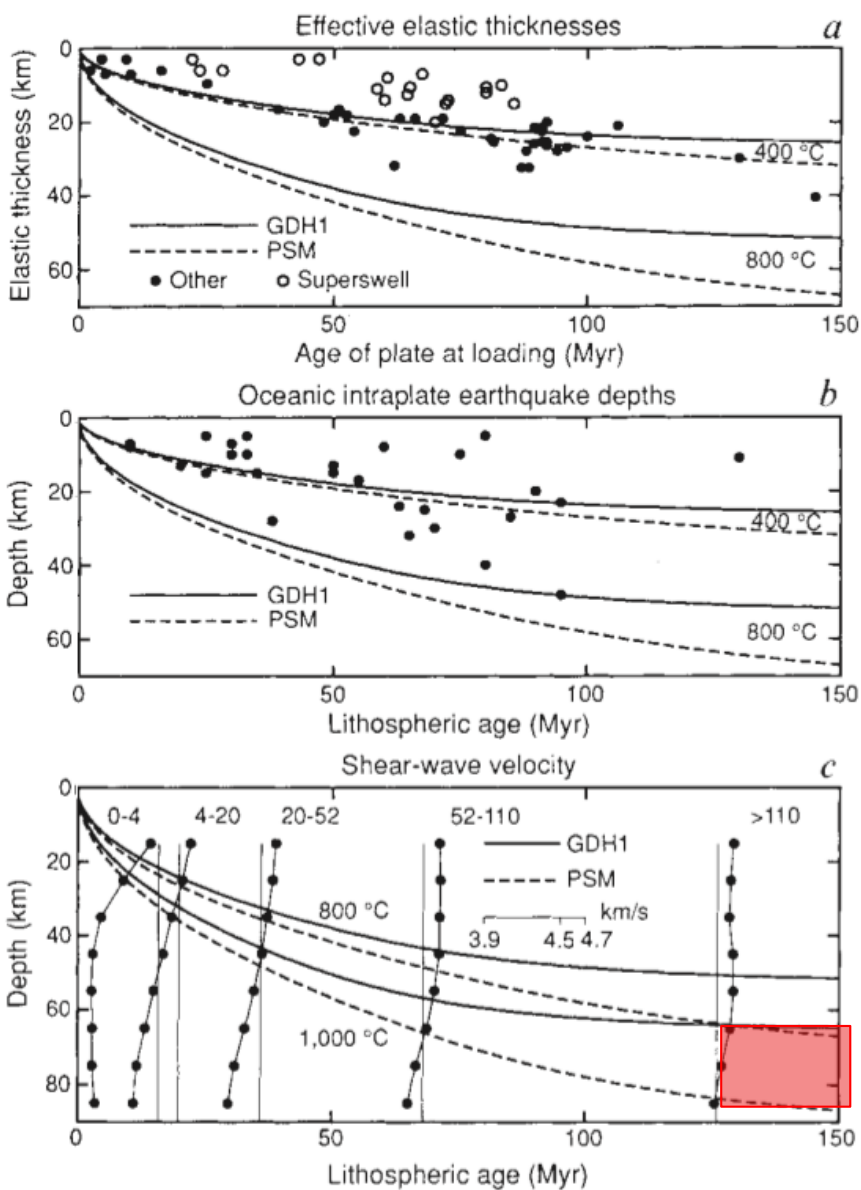 Effective elastic thicknesses a
0
20
40
60
Elastic thickness (km)
400 °C
800 °C
GDH1
PSM
Other Superswell
0 50 100 150
Age of plate at loading (Myr)
Oceanic intraplate earthquake depths b
0
20
40
60
Depth (km)
400 °C
800 °C
GDH1
PSM
0 50 100 150
Lithospheric age (Myr)
Shear-wave velocity c
0
20
40
60
80
Depth (km)
0-4 4-20 20-52 52-110 >110
GDH1
PSM
km/s
3.9 4.5 4.7
800 °C
1,000 °C
0 50 100 150
Lithospheric age (Myr)